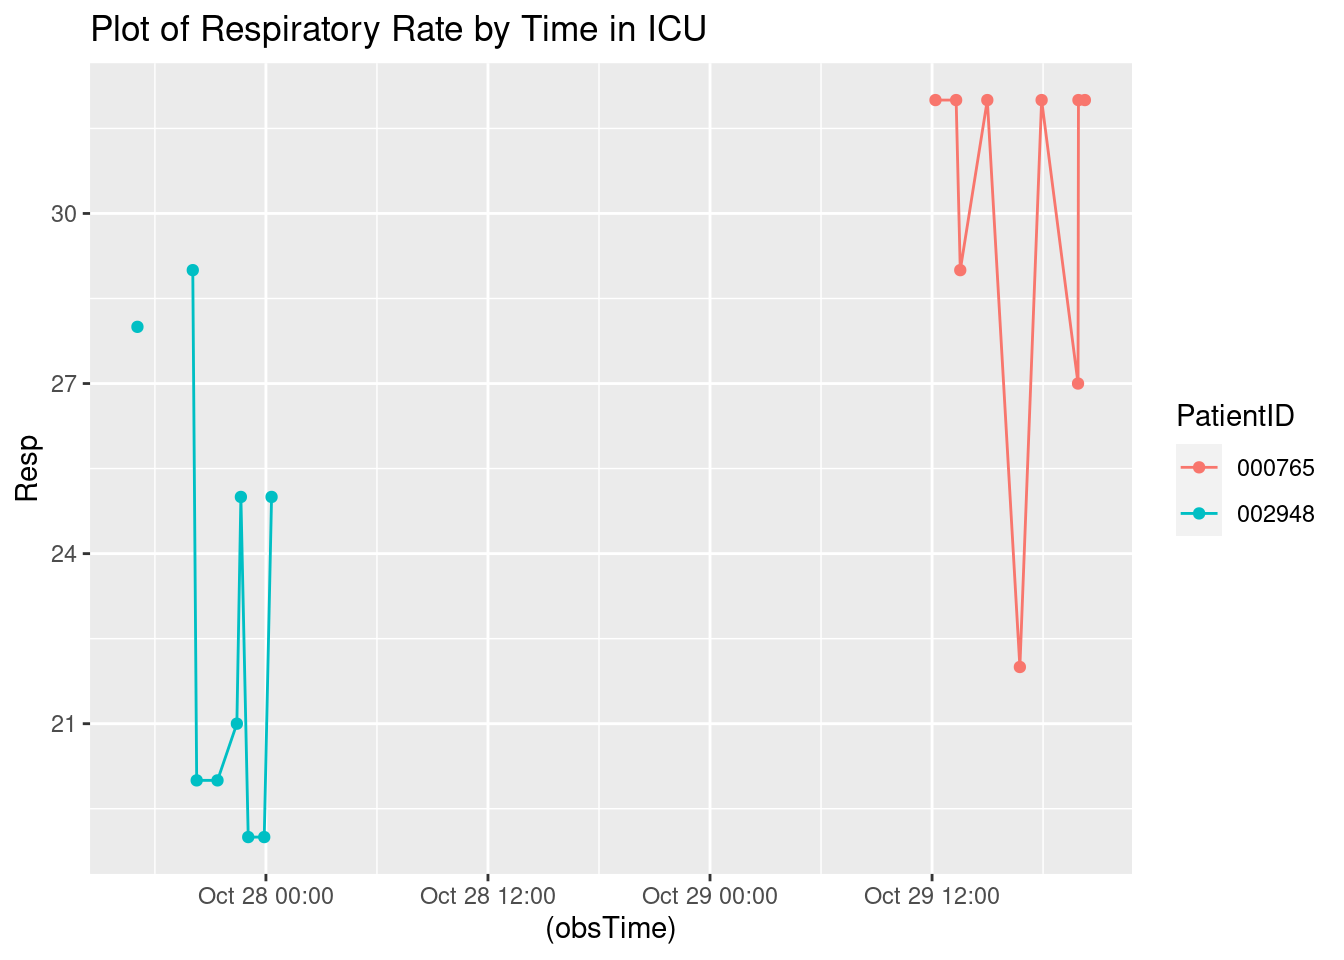 Plot of Respiratory Rate by Time in ICU
Resp
30
27
24
21
Oct 28 00:00 Oct 28 12:00 Oct 29 00:00 Oct 29 12:00
(obsTime)
PatientID
000765
002948